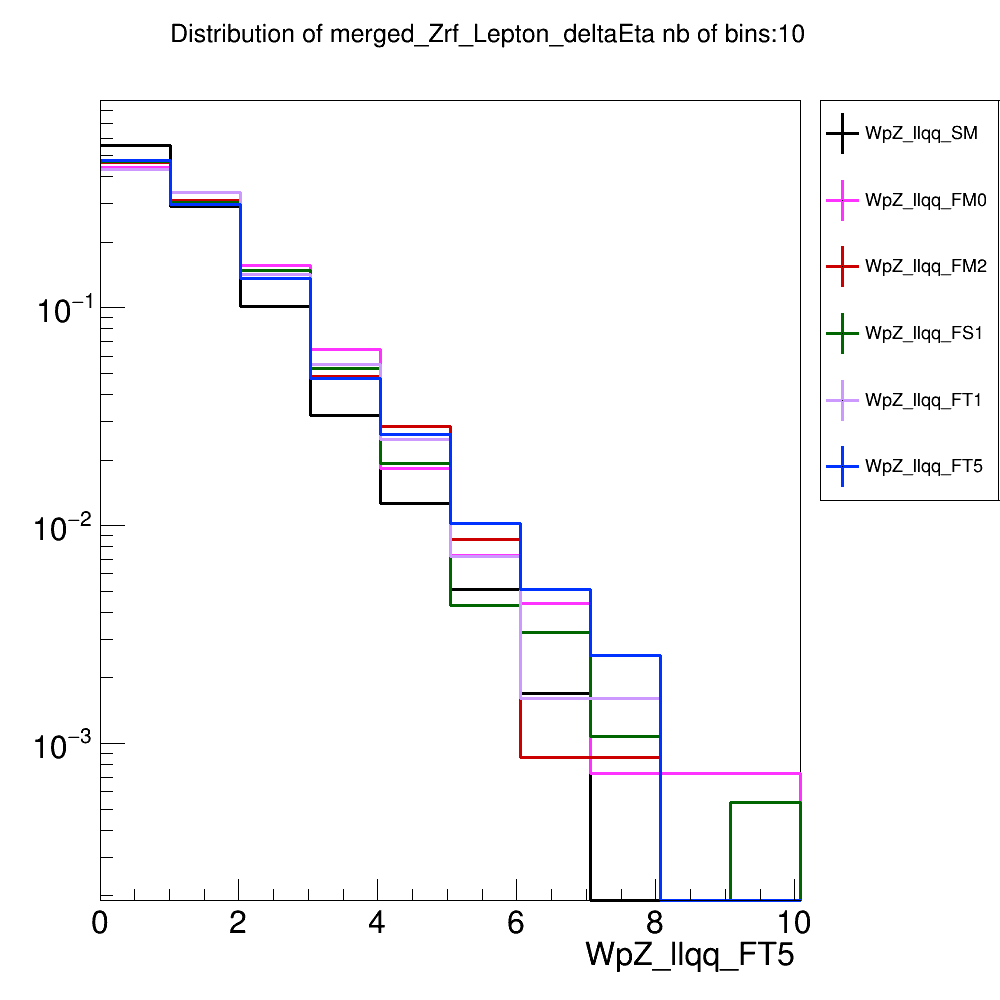 Distribution of merged_Zrf_Lepton_deltaEta nb of bins:10
WpZ_llqq_SM
WpZ_llqq_FM0
WpZ_llqq_FM2
WpZ_llqq_FS1
WpZ_llqq_FT1
WpZ_llqq_FT5
10⁻¹
10⁻²
10⁻³
0 2 4 6 8 10
WpZ_llqq_FT5